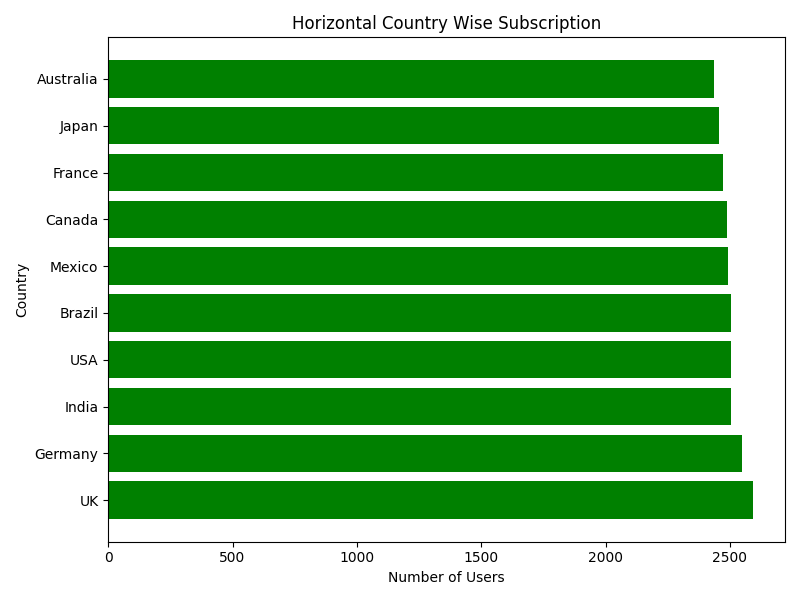 Horizontal Country Wise Subscription
Country
Australia
Japan
France
Canada
Mexico
Brazil
USA
India
Germany
UK
0 500 1000 1500 2000 2500
Number of Users